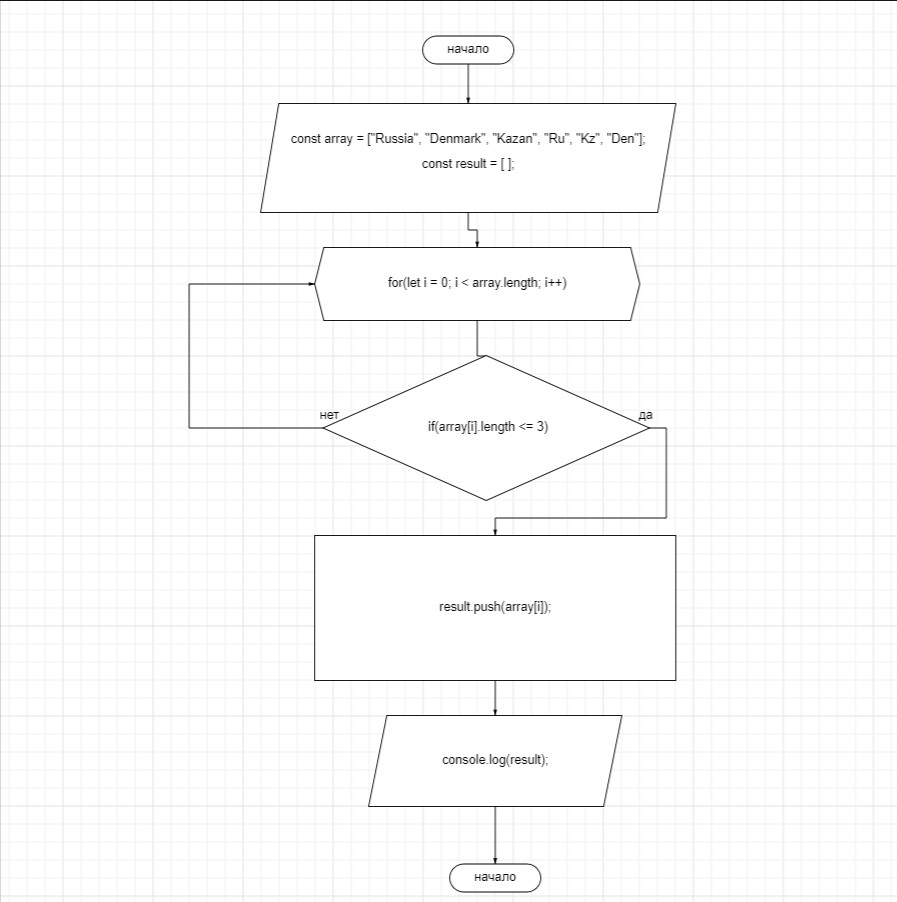 начало
const array = ["Russia", "Denmark", "Kazan", "Ru", "Kz", "Den"];
const result = [ ];
for(let i = 0; i < array.length; i++)
нет
да
if(array[i].length <= 3)
result.push(array[i]);
console.log(result);
начало